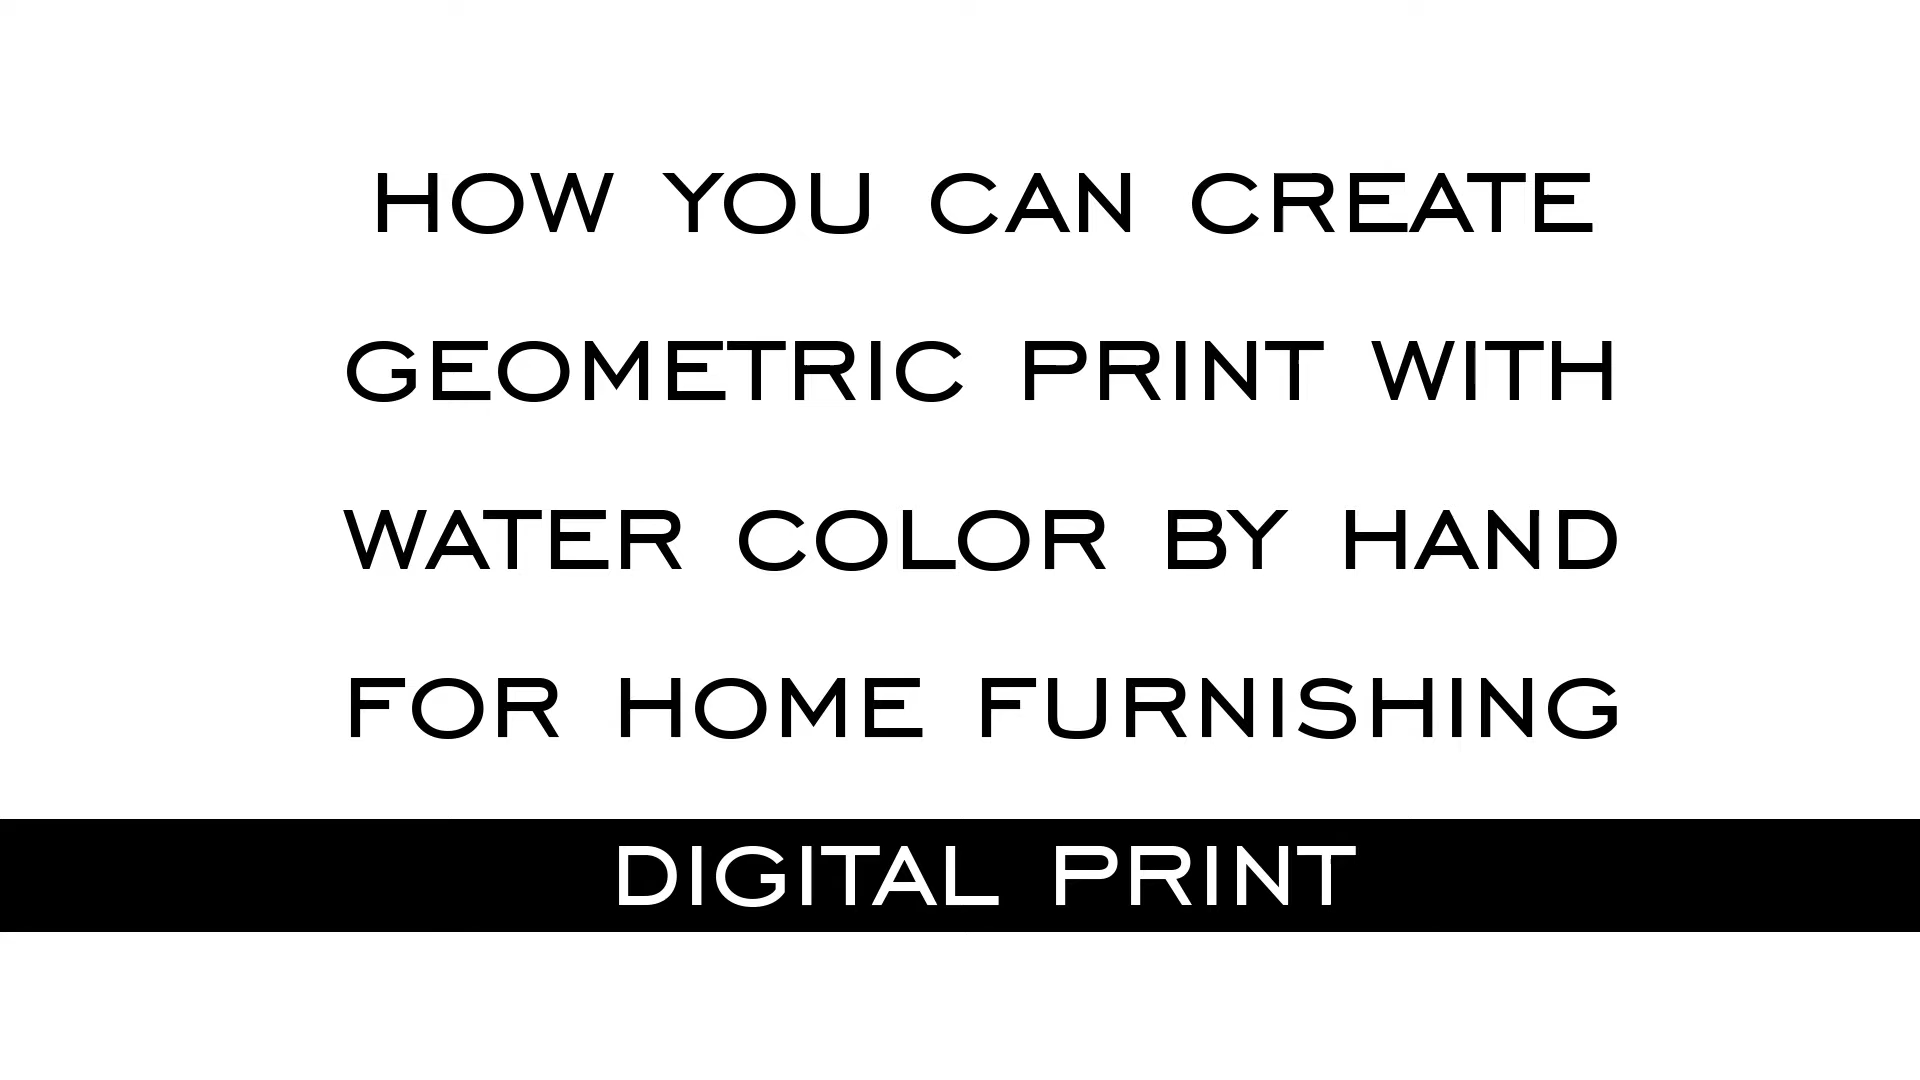 HOW YOU CAN CREATE
GEOMETRIC PRINT WITH
WATER COLOR BY HAND
FOR HOME FURNISHING
DIGITAL PRINT